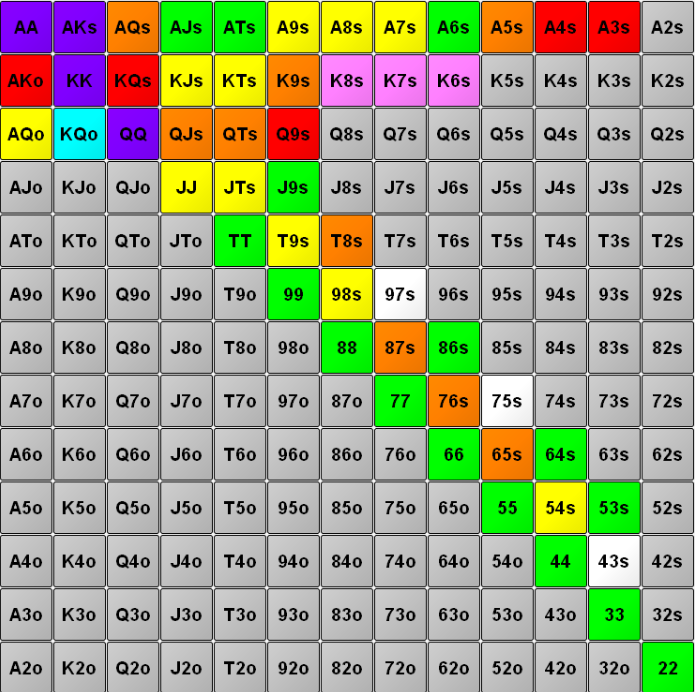 AA AKs AQs AJs ATs A9s A8s A7s A6s A5s A4s A3s A2s
AKo KK KQs KJs KTs K9s K8s K7s K6s K5s K4s K3s K2s
AQo KQo QQ QJs QTs Q9s Q8s Q7s Q6s Q5s Q4s Q3s Q2s
AJo KJo QJo JJ JTs J9s J8s J7s J6s J5s J4s J3s J2s
ATo KTo QTo JTo TT T9s T8s T7s T6s T5s T4s T3s T2s
A9o K9o Q9o J9o T9o 99 98s 97s 96s 95s 94s 93s 92s
A8o K8o Q8o J8o T8o 98o 88 87s 86s 85s 84s 83s 82s
A7o K7o Q7o J7o T7o 97o 87o 77 76s 75s 74s 73s 72s
A6o K6o Q6o J6o T6o 96o 86o 76o 66 65s 64s 63s 62s
A5o K5o Q5o J5o T5o 95o 85o 75o 65o 55 54s 53s 52s
A4o K4o Q4o J4o T4o 94o 84o 74o 64o 54o 44 43s 42s
A3o K3o Q3o J3o T3o 93o 83o 73o 63o 53o 43o 33 32s
A2o K2o Q2o J2o T2o 92o 82o 72o 62o 52o 42o 32o 22